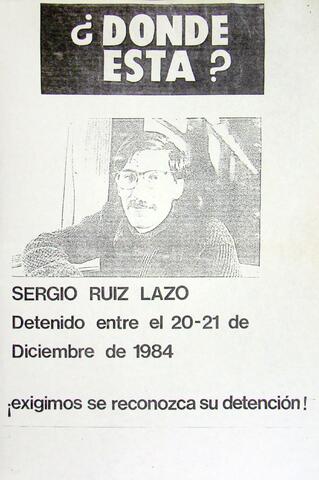 ¿ DONDE
ESTA ?
SERGIO RUIZ LAZO
Detenido entre el 20-21 de
Diciembre de 1984
¡exigimos se reconozca su detención!